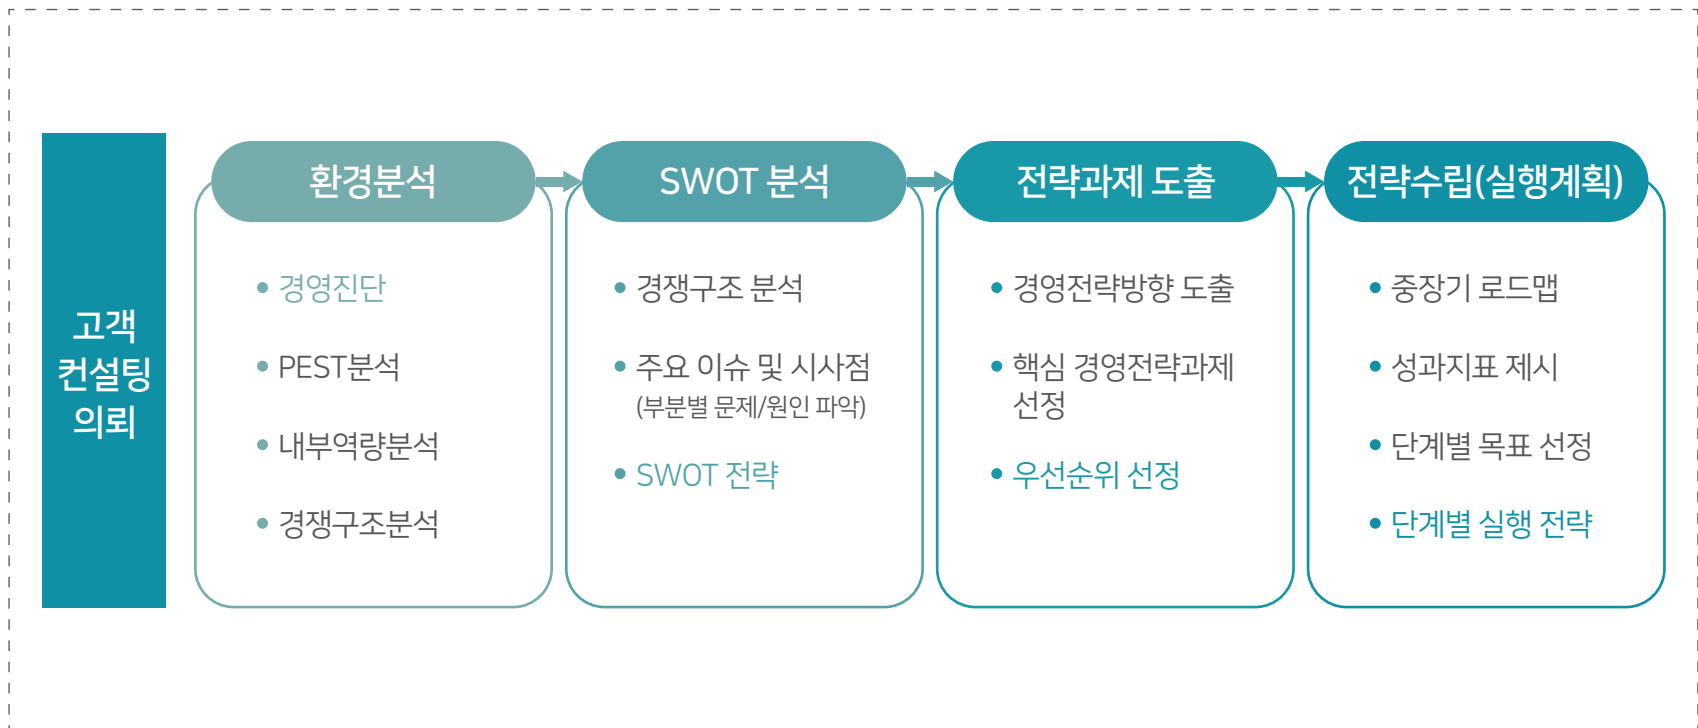 고객
컨설팅
의뢰
환경분석
경영진단
PEST분석
내부역량분석
경쟁구조분석
SWOT 분석
경쟁구조 분석
주요 이슈 및 시사점
(부분별 문제/원인 파악)
SWOT 전략
전략과제 도출
경영전략방향 도출
핵심 경영전략과제
선정
우선순위 선정
전략수립(실행계획)
중장기 로드맵
성과지표 제시
단계별 목표 선정
단계별 실행 전략